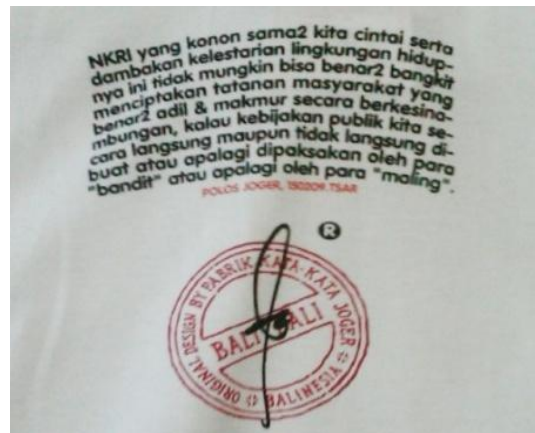 NKRI yang konon sama2 kita cintai serta
dambakan kelestarian lingkungan hidup-
nya ini tidak mungkin bisa benar2 bangkit
menciptakan tatanan masyarakat yang
benar2 adil & makmur secara berkesina-
mbungan, kalau kebijakan publik kita se-
cara langsung maupun tidak langsung di-
buat atau apalagi dipaksakan oleh para
"bandit" atau apalagi oleh para "maling".
POLOS JOGER, 150209.TSAR
®
ORIGINAL DESIGN BY PABRIK KATA-KATA JOGER
BALI BALI
BALINESIA